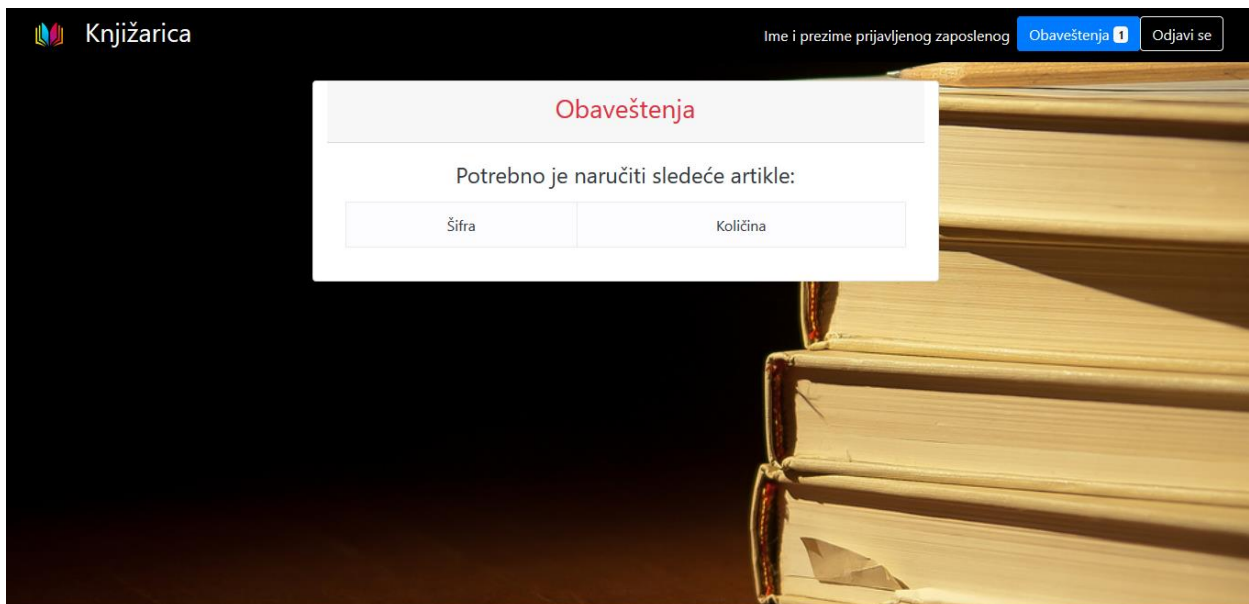 Knjižarica
Ime i prezime prijavljenog zaposlenog Obaveštenja 1 Odjavi se
Obaveštenja
Potrebno je naručiti sledeće artikle:
Šifra Količina